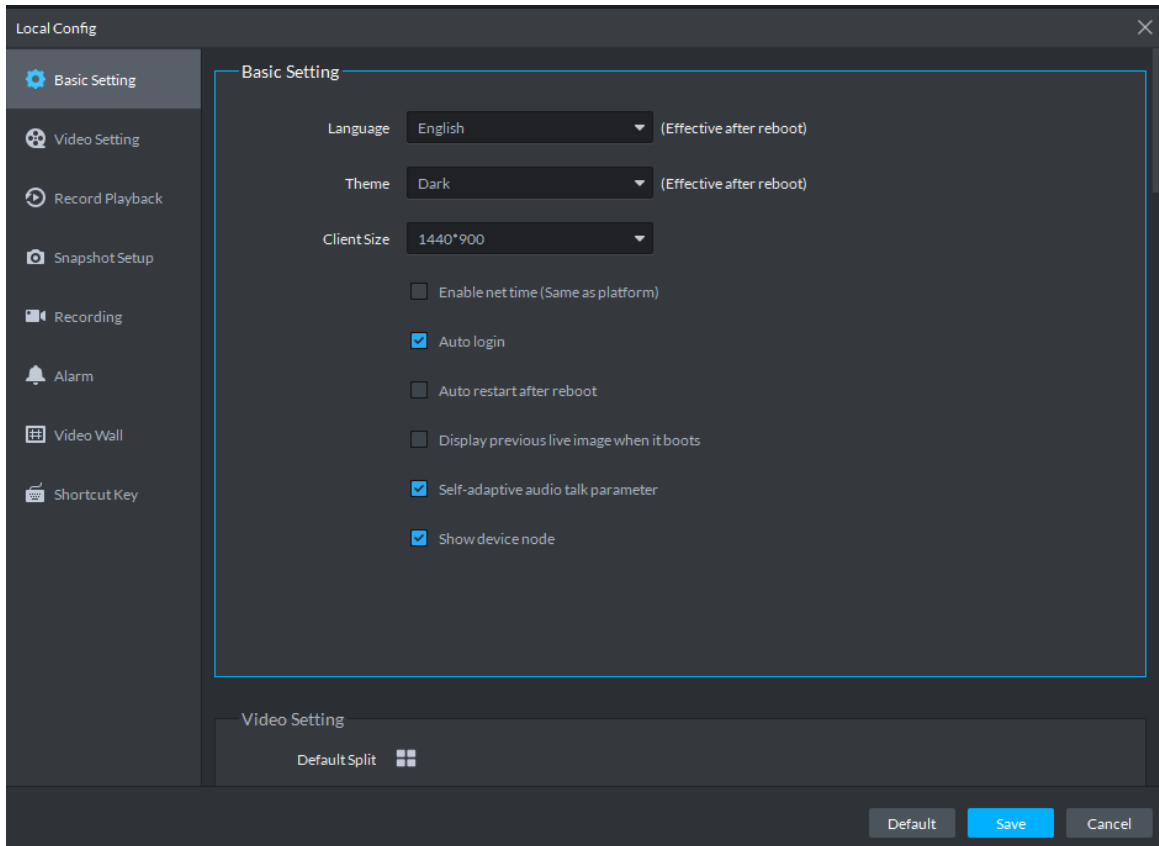 Local Config
Basic Setting
Video Setting
Record Playback
Snapshot Setup
Recording
Alarm
Video Wall
Shortcut Key
Basic Setting
Language English (Effective after reboot)
Theme Dark (Effective after reboot)
Client Size 1440*900
Enable net time (Same as platform)
Auto login
Auto restart after reboot
Display previous live image when it boots
Self-adaptive audio talk parameter
Show device node
Video Setting
Default Split
Default Save Cancel